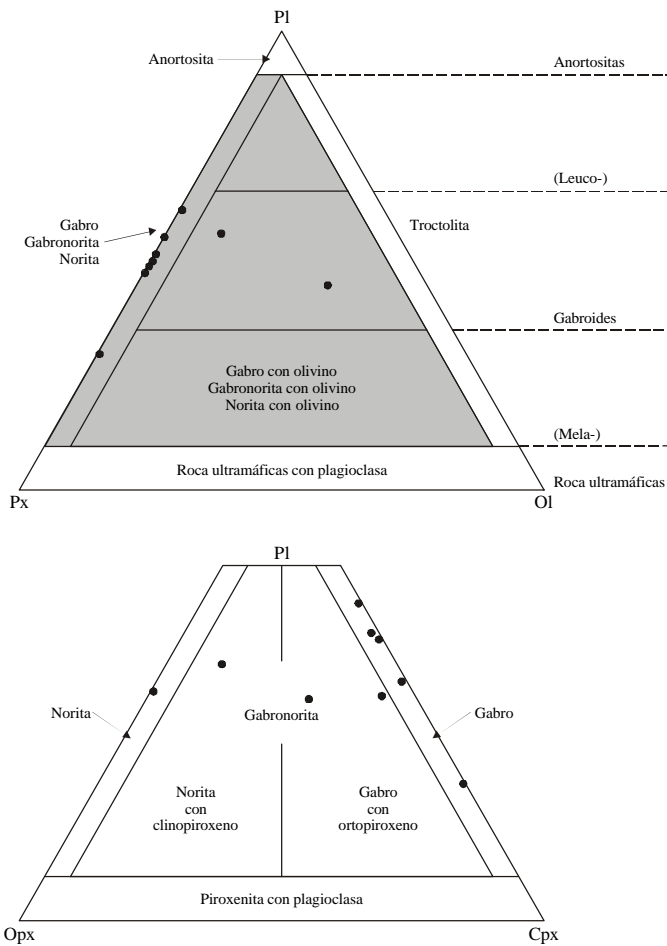 Pl
Anortosita
Anortositas
(Leuco-)
Gabro
Gabronorita
Norita
Troctolita
Gabroides
Gabro con olivino
Gabronorita con olivino
Norita con olivino
(Mela-)
Roca ultramáficas con plagioclasa
Roca ultramáficas
Px
Ol
Pl
Norita
Gabronorita
Gabro
Norita
con
clinopiroxeno
Gabro
con
ortopiroxeno
Piroxenita con plagioclasa
Opx
Cpx